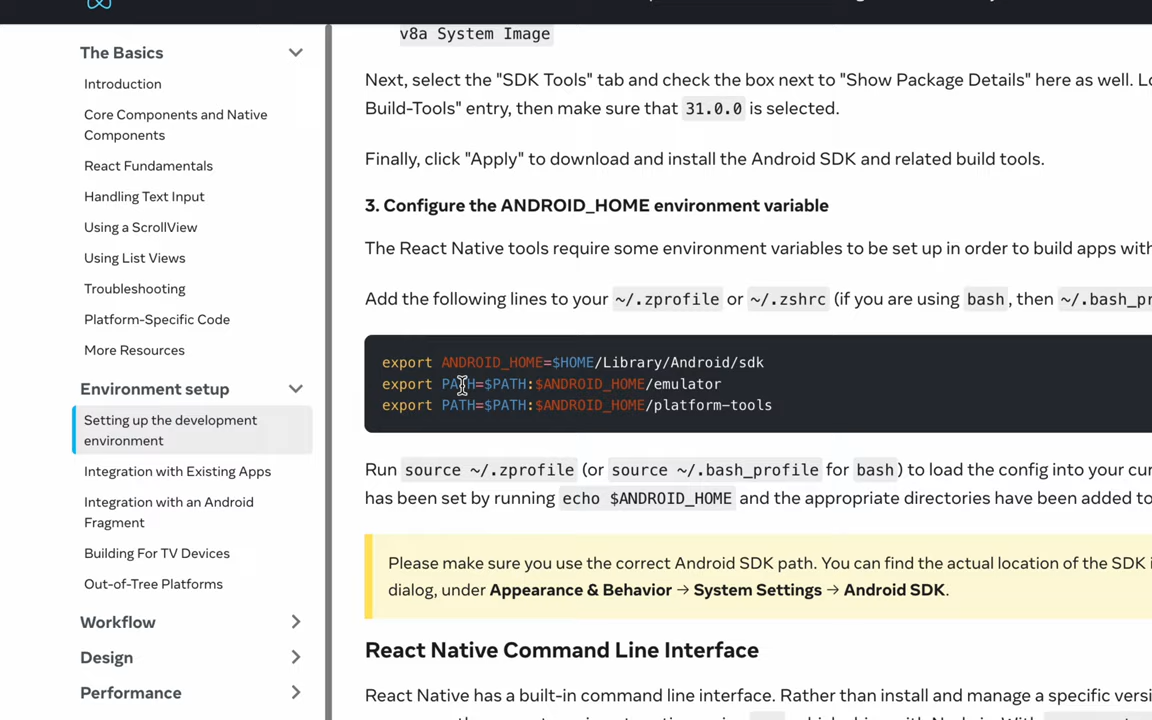 The Basics
Introduction
Core Components and Native
Components
React Fundamentals
Handling Text Input
Using a ScrollView
Using List Views
Troubleshooting
Platform-Specific Code
More Resources
Environment setup
Setting up the development
environment
Integration with Existing Apps
Integration with an Android
Fragment
Building For TV Devices
Out-of-Tree Platforms
Workflow
Design
Performance
v8a System Image
Next, select the "SDK Tools" tab and check the box next to "Show Package Details" here as well. Lo
Build-Tools" entry, then make sure that 31.0.0 is selected.
Finally, click "Apply" to download and install the Android SDK and related build tools.
3. Configure the ANDROID_HOME environment variable
The React Native tools require some environment variables to be set up in order to build apps with
Add the following lines to your ~/.zprofile or ~/.zshrc (if you are using bash, then ~/.bash_pr
export ANDROID_HOME=$HOME/Library/Android/sdk
export PATH=$PATH:$ANDROID_HOME/emulator
export PATH=$PATH:$ANDROID_HOME/platform-tools
Run source ~/.zprofile (or source ~/.bash_profile for bash) to load the config into your cur
has been set by running echo $ANDROID_HOME and the appropriate directories have been added to
Please make sure you use the correct Android SDK path. You can find the actual location of the SDK i
dialog, under Appearance & Behavior → System Settings → Android SDK.
React Native Command Line Interface
React Native has a built-in command line interface. Rather than install and manage a specific versi